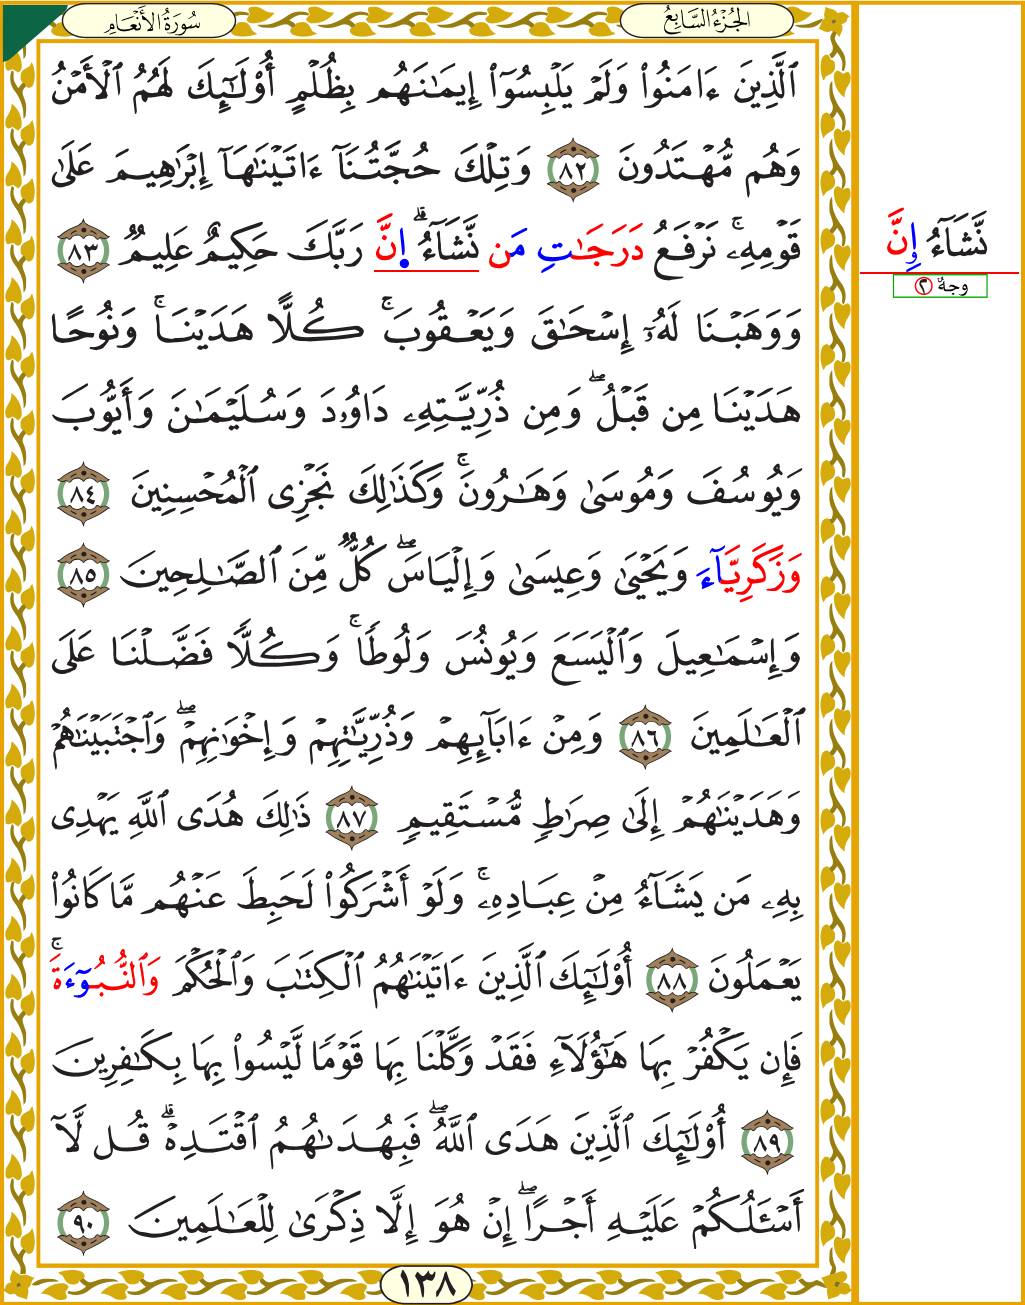 الجُزْءُ السَّابِعُ
سُورَةُ الأَنْعَامِ
ٱلَّذِينَ ءَامَنُوا۟ وَلَمْ يَلْبِسُوٓا۟ إِيمَـٰنَهُم بِظُلْمٍ أُو۟لَـٰٓئِكَ لَهُمُ ٱلْأَمْنُ
وَهُم مُّهْتَدُونَ ٨٢ وَتِلْكَ حُجَّتُنَآ ءَاتَيْنَـٰهَآ إِبْرَٰهِيمَ عَلَىٰ
قَوْمِهِۦۚ نَرْفَعُ دَرَجَـٰتِ مَن نَّشَآءُۗ اِنَّ رَبَّكَ حَكِيمٌ عَلِيمٌ ٨٣
وَوَهَبْنَا لَهُۥٓ إِسْحَـٰقَ وَيَعْقُوبَۚ كُلًّا هَدَيْنَاۚ وَنُوحًا
هَدَيْنَا مِن قَبْلُۖ وَمِن ذُرِّيَّتِهِۦ دَاوُۥدَ وَسُلَيْمَـٰنَ وَأَيُّوبَ
وَيُوسُفَ وَمُوسَىٰ وَهَـٰرُونَۚ وَكَذَٰلِكَ نَجْزِى ٱلْمُحْسِنِينَ ٨٤
وَزَكَرِيَّآءَ وَيَحْيَىٰ وَعِيسَىٰ وَإِلْيَاسَۖ كُلٌّ مِّنَ ٱلصَّـٰلِحِينَ ٨٥
وَإِسْمَـٰعِيلَ وَٱلْيَسَعَ وَيُونُسَ وَلُوطًاۚ وَكُلًّا فَضَّلْنَا عَلَى
ٱلْعَـٰلَمِينَ ٨٦ وَمِنْ ءَابَآئِهِمْ وَذُرِّيَّـٰتِهِمْ وَإِخْوَٰنِهِمْۖ وَٱجْتَبَيْنَـٰهُمْ
وَهَدَيْنَـٰهُمْ إِلَىٰ صِرَٰطٍ مُّسْتَقِيمٍ ٨٧ ذَٰلِكَ هُدَى ٱللَّهِ يَهْدِى
بِهِۦ مَن يَشَآءُ مِنْ عِبَادِهِۦۚ وَلَوْ أَشْرَكُوا۟ لَحَبِطَ عَنْهُم مَّا كَانُوا۟
يَعْمَلُونَ ٨٨ أُو۟لَـٰٓئِكَ ٱلَّذِينَ ءَاتَيْنَـٰهُمُ ٱلْكِتَـٰبَ وَٱلْحُكْمَ وَٱلنُّبُوٓءَةَۚ
فَإِن يَكْفُرْ بِهَا هَـٰٓؤُلَآءِ فَقَدْ وَكَّلْنَا بِهَا قَوْمًا لَّيْسُوا۟ بِهَا بِكَـٰفِرِينَ
٨٩ أُو۟لَـٰٓئِكَ ٱلَّذِينَ هَدَى ٱللَّهُۖ فَبِهُدَىٰهُمُ ٱقْتَدِهْۗ قُل لَّآ
أَسْـَٔلُكُمْ عَلَيْهِ أَجْرًاۖ إِنْ هُوَ إِلَّا ذِكْرَىٰ لِلْعَـٰلَمِينَ ٩٠
١٣٨
نَّشَآءُ وِنَّ
وجهٌ ٢